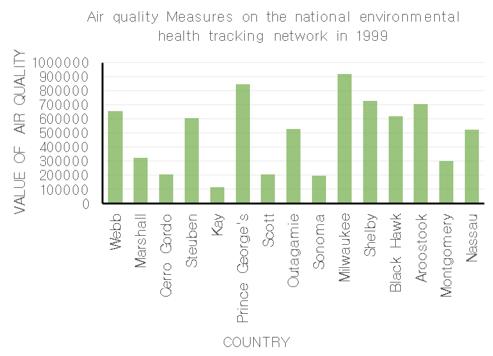 Air quality Measures on the national environmental
health tracking network in 1999
VALUE OF AIR QUALITY
1000000
900000
800000
700000
600000
500000
400000
300000
200000
100000
0
Webb
Marshall
Cerro Gordo
Steuben
Kay
Prince George's
Scott
Outagamie
Sonoma
Milwaukee
Shelby
Black Hawk
Aroostook
Montgomery
Nassau
COUNTRY